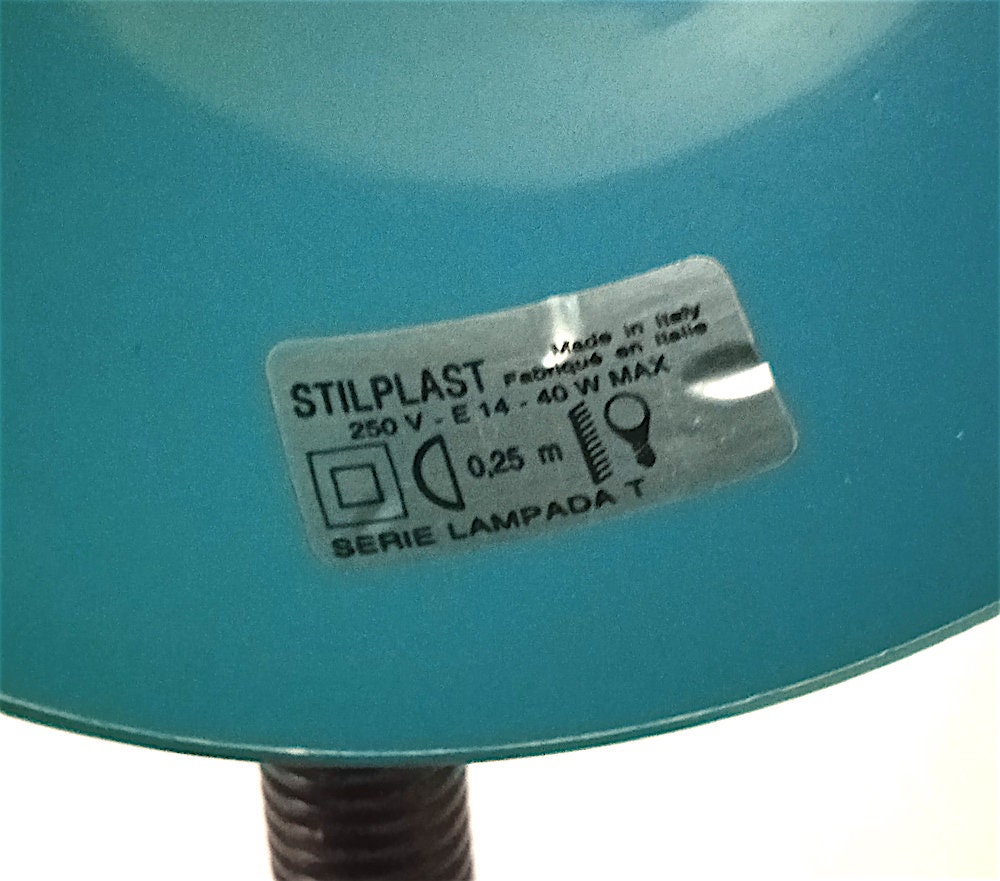 Made in Italy
STILPLAST Fabriqué en Italie
250 V - E 14 - 40 W MAX
0,25 m
SERIE LAMPADA T